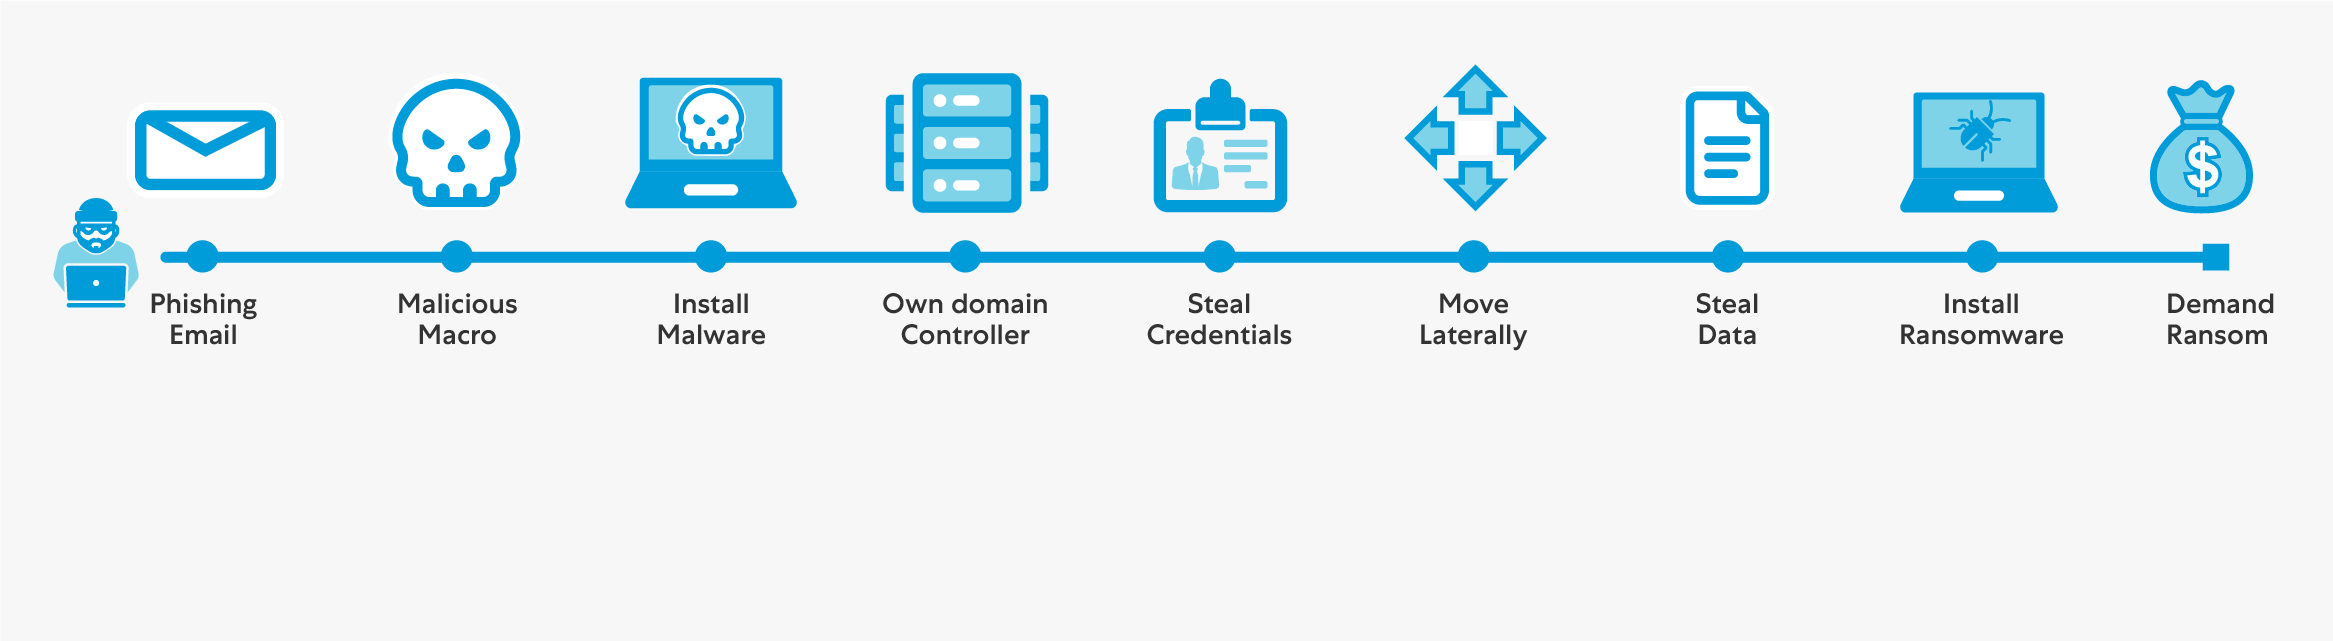 Phishing
Email
Malicious
Macro
Install
Malware
Own domain
Controller
Steal
Credentials
Move
Laterally
Steal
Data
Install
Ransomware
$
Demand
Ransom